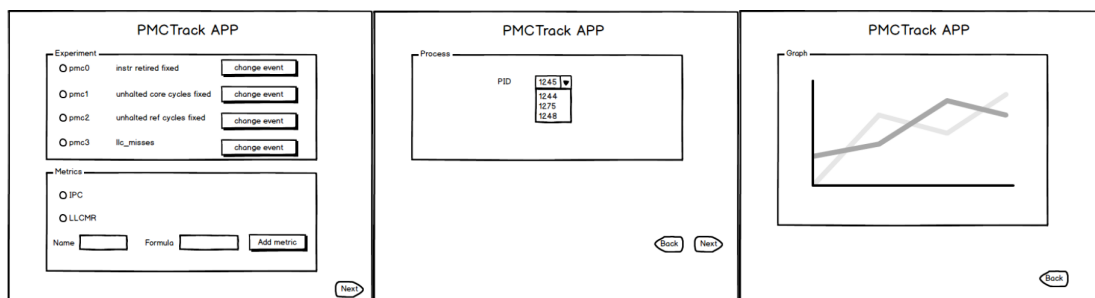 PMCTrack APP
Experiment
pmc0 instr retired fixed change event
pmc1 unhalted core cycles fixed change event
pmc2 unhalted ref cycles fixed change event
pmc3 llc_misses change event
Metrics
IPC
LLCMR
Name Formula Add metric
Next
PMCTrack APP
Process
PID 1245
1244
1275
1248
Back Next
PMCTrack APP
Graph
Back